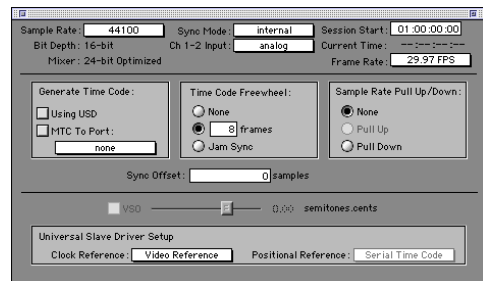 Sample Rate: 44100 Sync Mode: internal Session Start: 01:00:00:00
Bit Depth: 16-bit Ch 1-2 Input: analog Current Time: --:--:--:--
Mixer: 24-bit Optimized Frame Rate: 29.97 FPS
Generate Time Code: Time Code Freewheel: Sample Rate Pull Up/Down:
Using USD None None
MTC To Port: 8 frames Pull Up
none Jam Sync Pull Down
Sync Offset: 0 samples
VSO semitones.cents
Universal Slave Driver Setup
Clock Reference: Video Reference Positional Reference: Serial Time Code